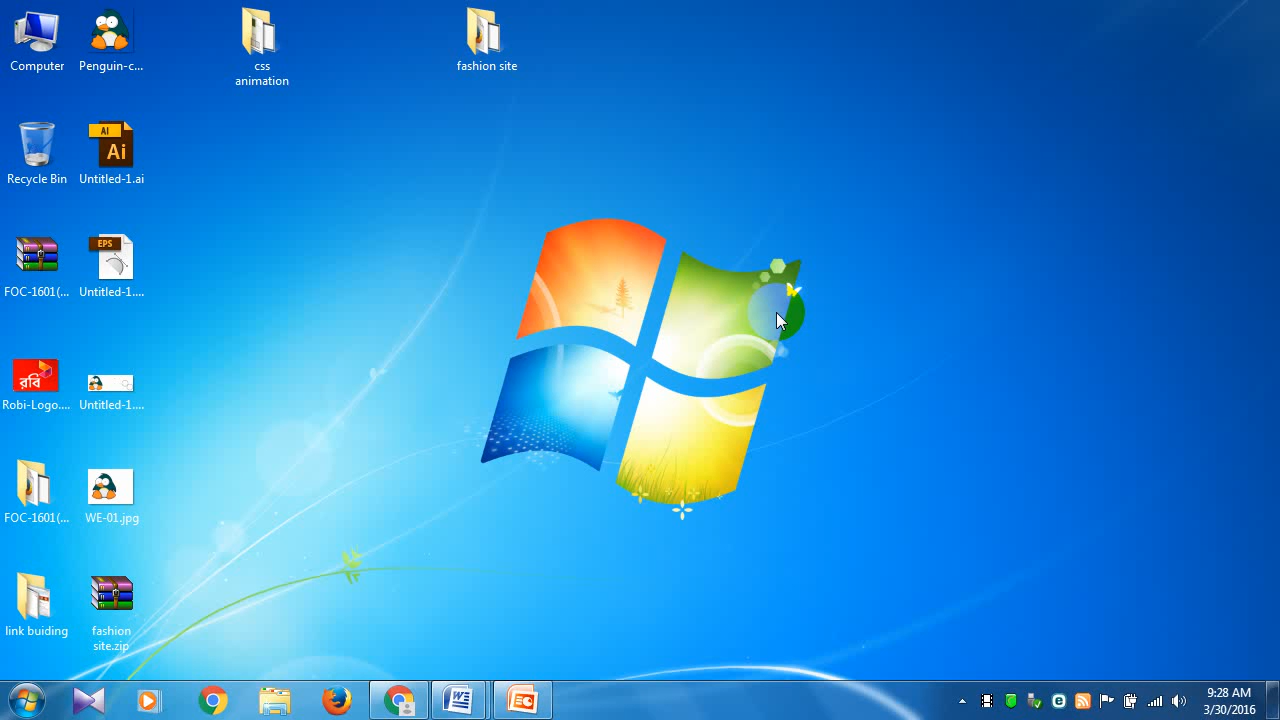 Computer
Penguin-c...
css
animation
fashion site
Recycle Bin
AI
Ai
Untitled-1.ai
FOC-1601(...
EPS
Untitled-1....
রবি
Robi-Logo....
Untitled-1....
FOC-1601(...
WE-01.jpg
link buiding
fashion
site.zip
9:28 AM
3/30/2016